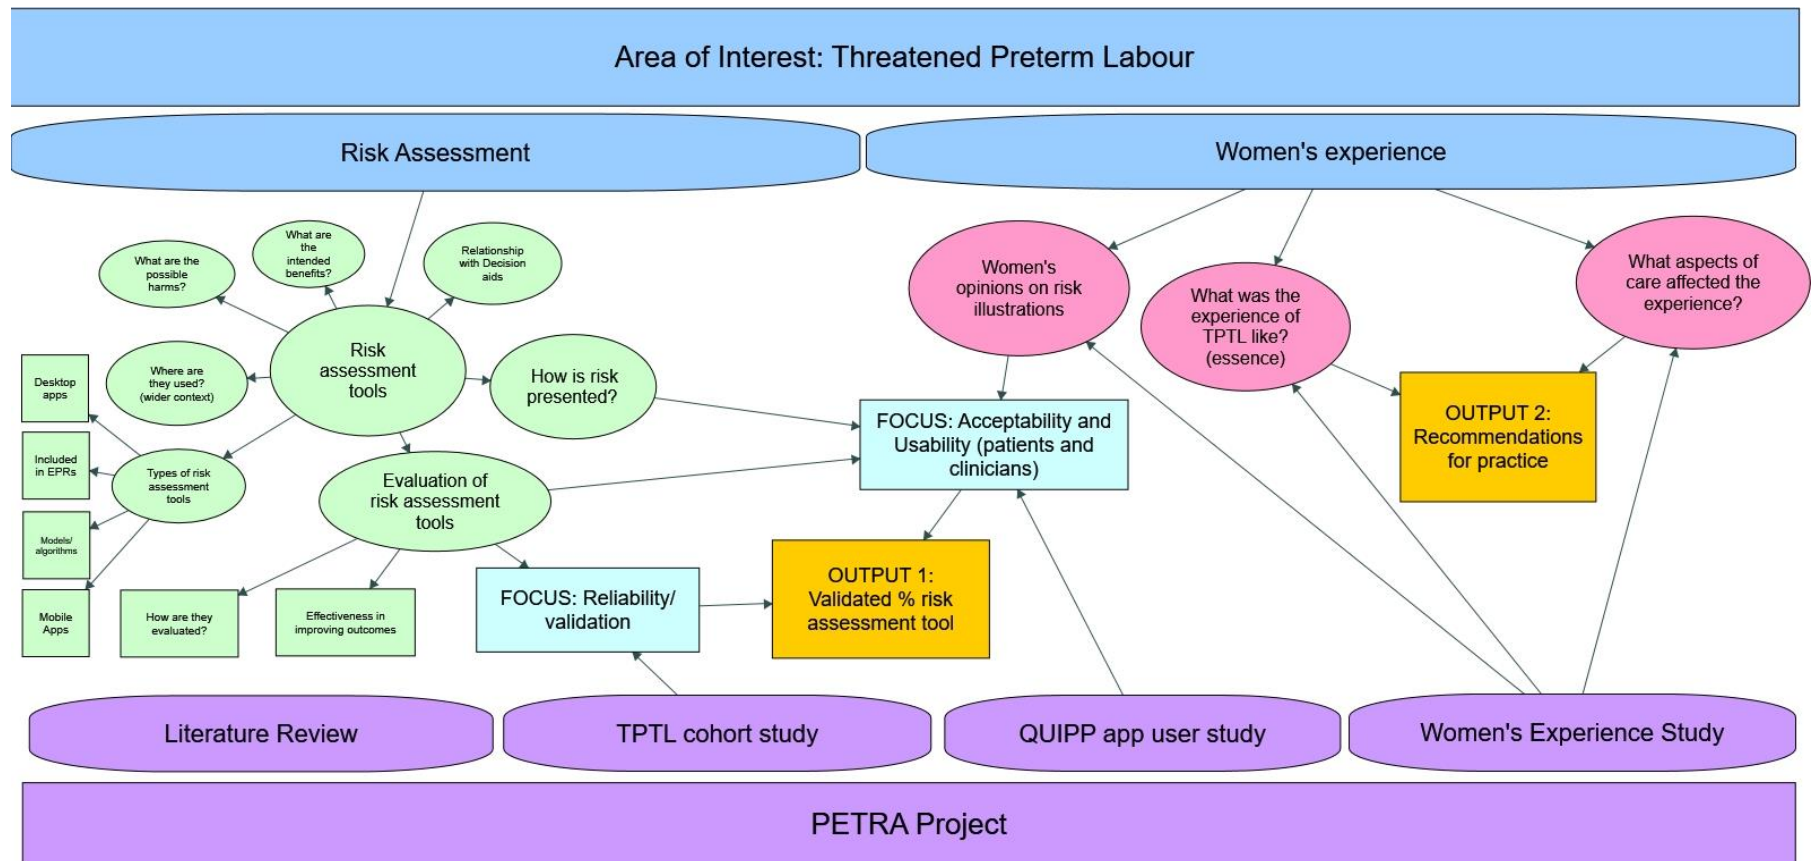 Area of Interest: Threatened Preterm Labour
Risk Assessment
Women's experience
What are the
possible
harms?
What are
the
intended
benefits?
Relationship
with Decision
aids
Women's
opinions on risk
illustrations
What was the
experience of
TPTL like?
(essence)
What aspects of
care affected the
experience?
Risk
assessment
tools
Where are
they used?
(wider context)
How is risk
presented?
Desktop
apps
Included
in EPRs
Models/
algorithms
Mobile
Apps
Types of risk
assessment
tools
Evaluation of
risk assessment
tools
FOCUS: Acceptability and
Usability (patients and
clinicians)
OUTPUT 2:
Recommendations
for practice
How are they
evaluated?
Effectiveness in
improving outcomes
FOCUS: Reliability/
validation
OUTPUT 1:
Validated % risk
assessment tool
Literature Review
TPTL cohort study
QUIPP app user study
Women's Experience Study
PETRA Project